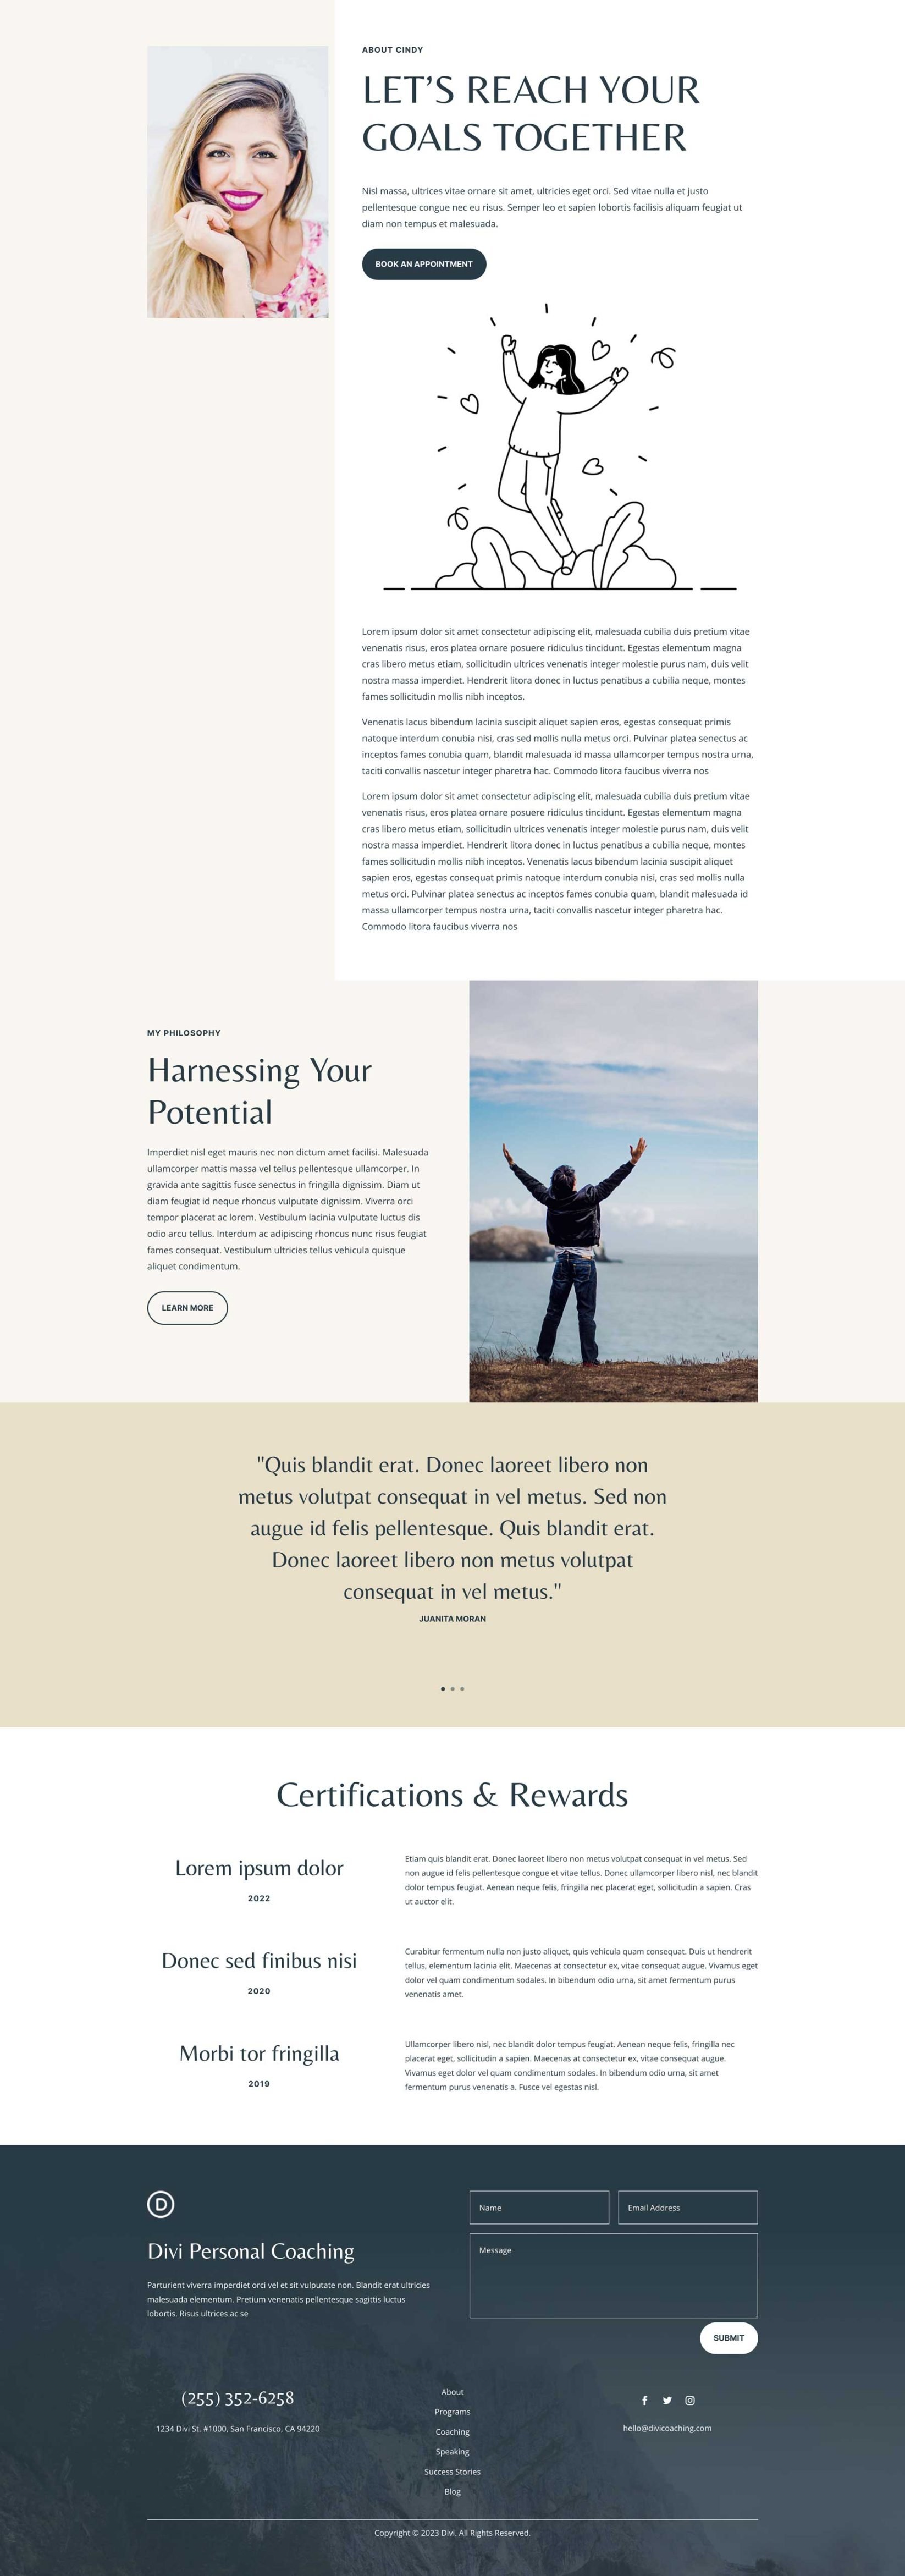 ABOUT CINDY
LET’S REACH YOUR
GOALS TOGETHER
Nisl massa, ultrices vitae ornare sit amet, ultricies eget orci. Sed vitae nulla et justo
pellentesque congue nec eu risus. Semper leo et sapien lobortis facilisis aliquam feugiat ut
diam non tempus et malesuada.
BOOK AN APPOINTMENT
Lorem ipsum dolor sit amet consectetur adipiscing elit, malesuada cubilia duis pretium vitae
venenatis risus, eros platea ornare posuere ridiculus tincidunt. Egestas elementum magna
cras libero metus etiam, sollicitudin ultrices venenatis integer molestie purus nam, duis velit
nostra massa imperdiet. Hendrerit litora donec in luctus penatibus a cubilia neque, montes
fames sollicitudin mollis nibh inceptos.
Venenatis lacus bibendum lacinia suscipit aliquet sapien eros, egestas consequat primis
natoque interdum conubia nisi, cras sed mollis nulla metus orci. Pulvinar platea senectus ac
inceptos fames conubia quam, blandit malesuada id massa ullamcorper tempus nostra urna,
taciti convallis nascetur integer pharetra hac. Commodo litora faucibus viverra nos
Lorem ipsum dolor sit amet consectetur adipiscing elit, malesuada cubilia duis pretium vitae
venenatis risus, eros platea ornare posuere ridiculus tincidunt. Egestas elementum magna
cras libero metus etiam, sollicitudin ultrices venenatis integer molestie purus nam, duis velit
nostra massa imperdiet. Hendrerit litora donec in luctus penatibus a cubilia neque, montes
fames sollicitudin mollis nibh inceptos. Venenatis lacus bibendum lacinia suscipit aliquet
sapien eros, egestas consequat primis natoque interdum conubia nisi, cras sed mollis nulla
metus orci. Pulvinar platea senectus ac inceptos fames conubia quam, blandit malesuada id
massa ullamcorper tempus nostra urna, taciti convallis nascetur integer pharetra hac.
Commodo litora faucibus viverra nos
MY PHILOSOPHY
Harnessing Your
Potential
Imperdiet nisl eget mauris nec non dictum amet facilisi. Malesuada
ullamcorper mattis massa vel tellus pellentesque ullamcorper. In
gravida ante sagittis fusce senectus in fringilla dignissim. Diam ut
diam feugiat id neque rhoncus vulputate dignissim. Viverra orci
tempor placerat ac lorem. Vestibulum lacinia vulputate luctus dis
odio arcu tellus. Interdum ac adipiscing rhoncus nunc risus feugiat
fames consequat. Vestibulum ultricies tellus vehicula quisque
aliquet condimentum.
LEARN MORE
"Quis blandit erat. Donec laoreet libero non
metus volutpat consequat in vel metus. Sed non
augue id felis pellentesque. Quis blandit erat.
Donec laoreet libero non metus volutpat
consequat in vel metus."
JUANITA MORAN
Certifications & Rewards
Lorem ipsum dolor
2022
Etiam quis blandit erat. Donec laoreet libero non metus volutpat consequat in vel metus. Sed
non augue id felis pellentesque congue et vitae tellus. Donec ullamcorper libero nisl, nec blandit
dolor tempus feugiat. Aenean neque felis, fringilla nec placerat eget, sollicitudin a sapien. Cras
ut auctor elit.
Donec sed finibus nisi
2020
Curabitur fermentum nulla non justo aliquet, quis vehicula quam consequat. Duis ut hendrerit
tellus, elementum lacinia elit. Maecenas at consectetur ex, vitae consequat augue. Vivamus eget
dolor vel quam condimentum sodales. In bibendum odio urna, sit amet fermentum purus
venenatis amet.
Morbi tor fringilla
2019
Ullamcorper libero nisl, nec blandit dolor tempus feugiat. Aenean neque felis, fringilla nec
placerat eget, sollicitudin a sapien. Maecenas at consectetur ex, vitae consequat augue.
Vivamus eget dolor vel quam condimentum sodales. In bibendum odio urna, sit amet
fermentum purus venenatis a. Fusce vel egestas nisl.
D
Divi Personal Coaching
Parturient viverra imperdiet orci vel et sit vulputate non. Blandit erat ultricies
malesuada elementum. Pretium venenatis pellentesque sagittis luctus
lobortis. Risus ultrices ac se
Name
Email Address
Message
SUBMIT
(255) 352-6258
1234 Divi St. #1000, San Francisco, CA 94220
About
Programs
Coaching
Speaking
Success Stories
Blog
hello@divicoaching.com
Copyright © 2023 Divi. All Rights Reserved.